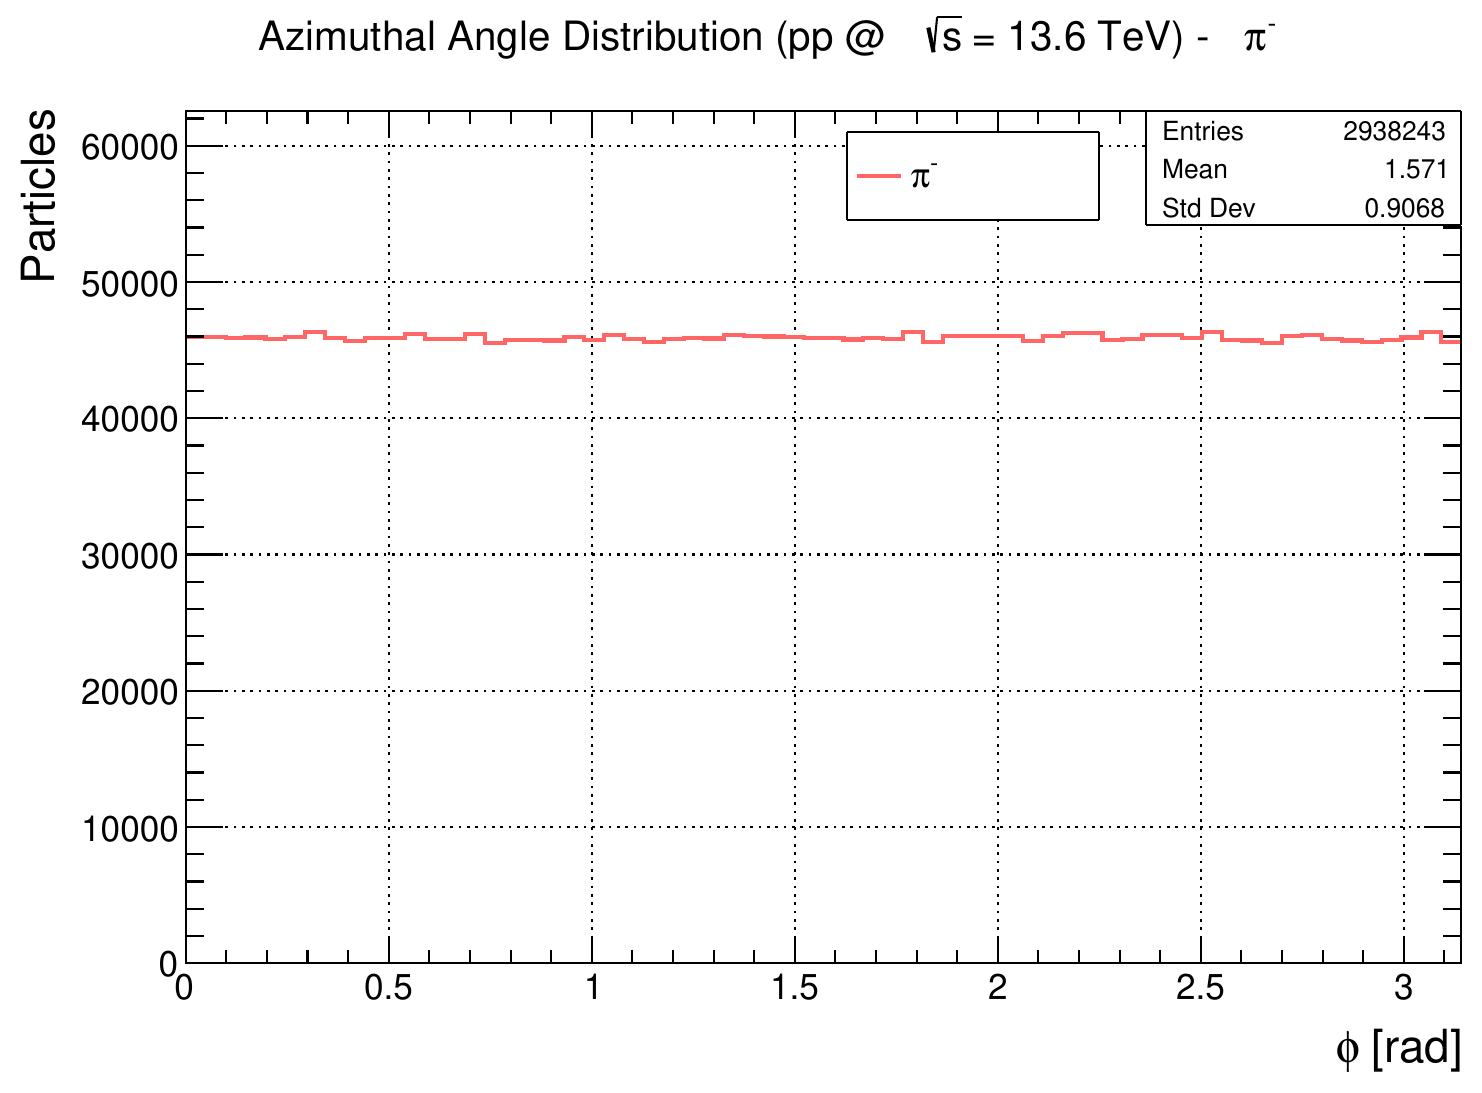 Azimuthal Angle Distribution (pp @ √s = 13.6 TeV) - π⁻
Particles
60000
50000
40000
30000
20000
10000
0
π⁻
Entries 2938243
Mean 1.571
Std Dev 0.9068
0 0.5 1 1.5 2 2.5 3
ϕ [rad]